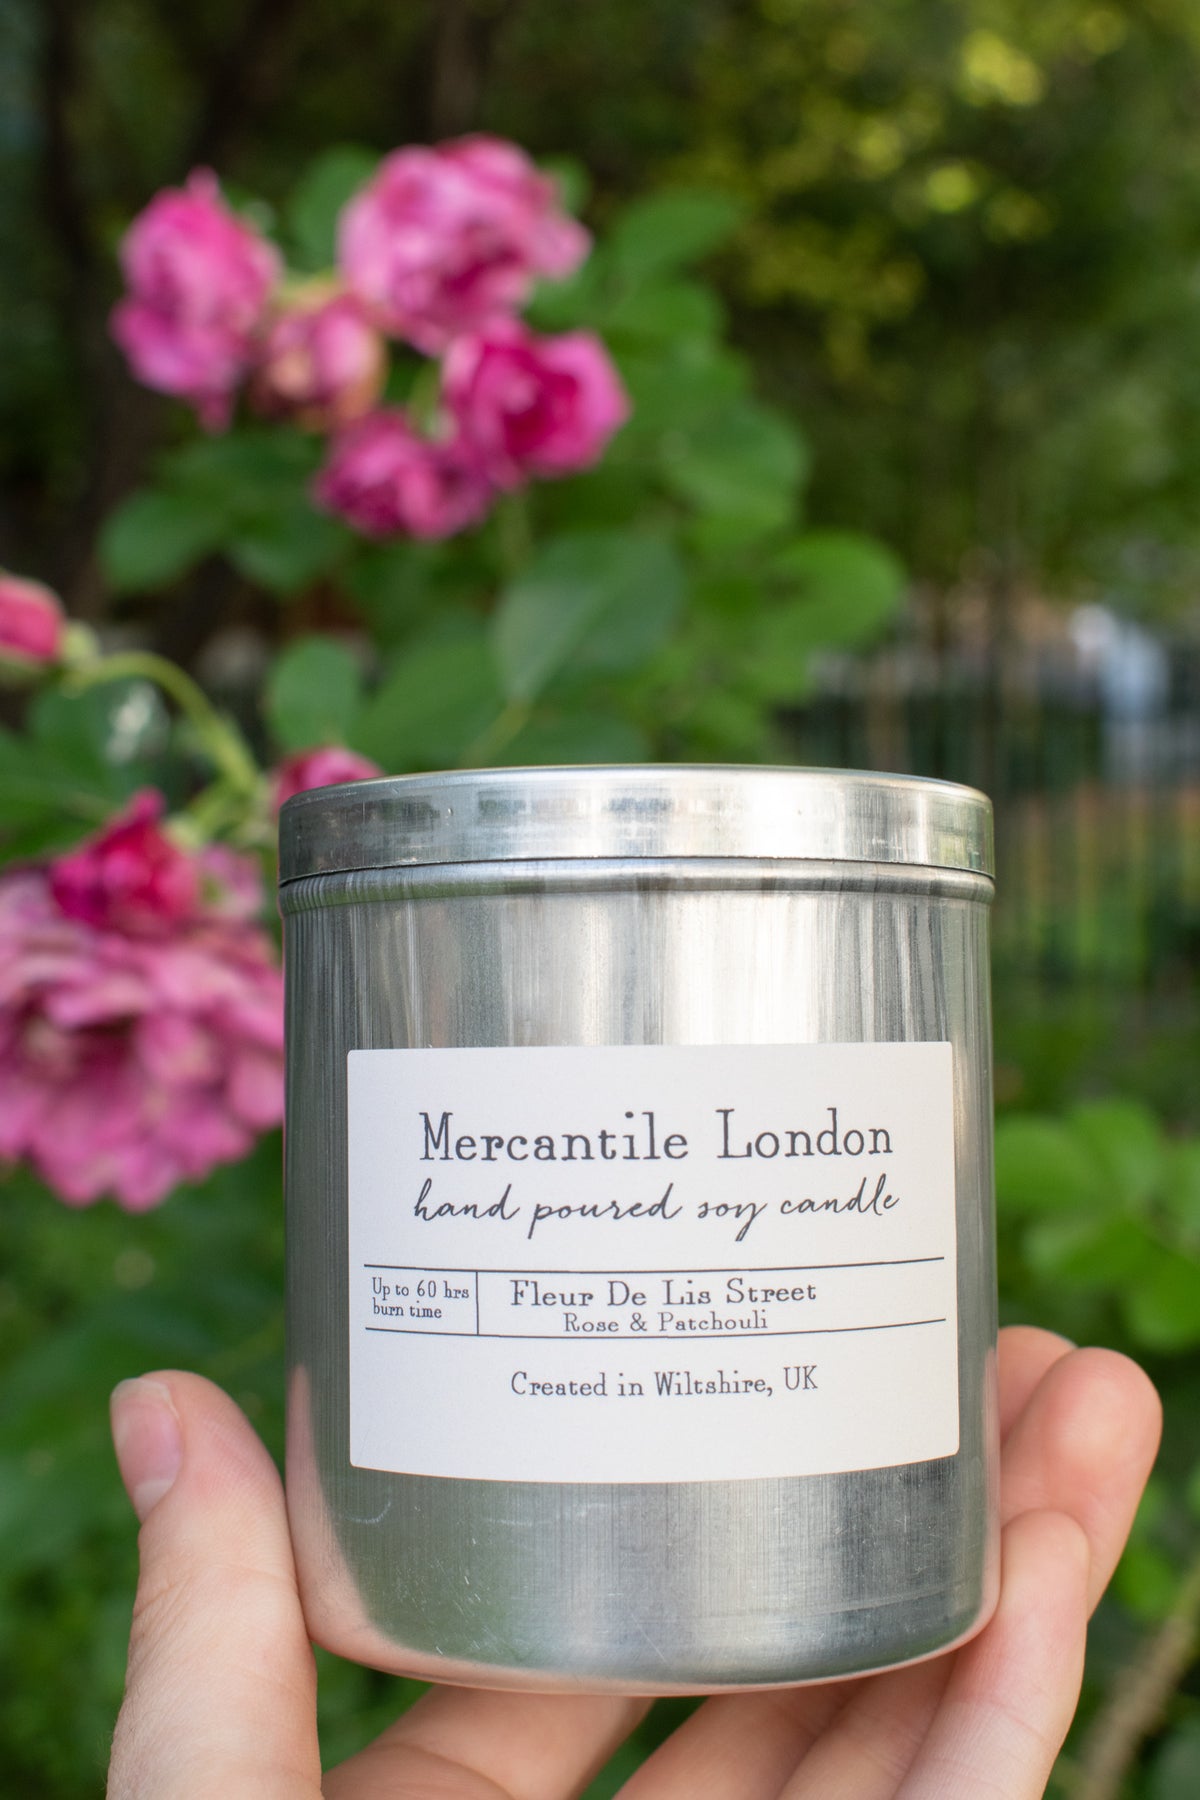 Mercantile London
hand poured soy candle
Up to 60 hrs
burn time
Fleur De Lis Street
Rose & Patchouli
Created in Wiltshire, UK